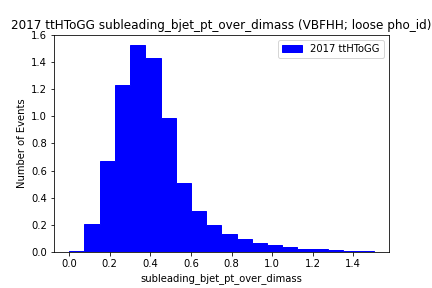 2017 ttHToGG subleading_bjet_pt_over_dimass (VBFHH; loose pho_id)
2017 ttHToGG
Number of Events
1.6
1.4
1.2
1.0
0.8
0.6
0.4
0.2
0.0
0.0 0.2 0.4 0.6 0.8 1.0 1.2 1.4
subleading_bjet_pt_over_dimass